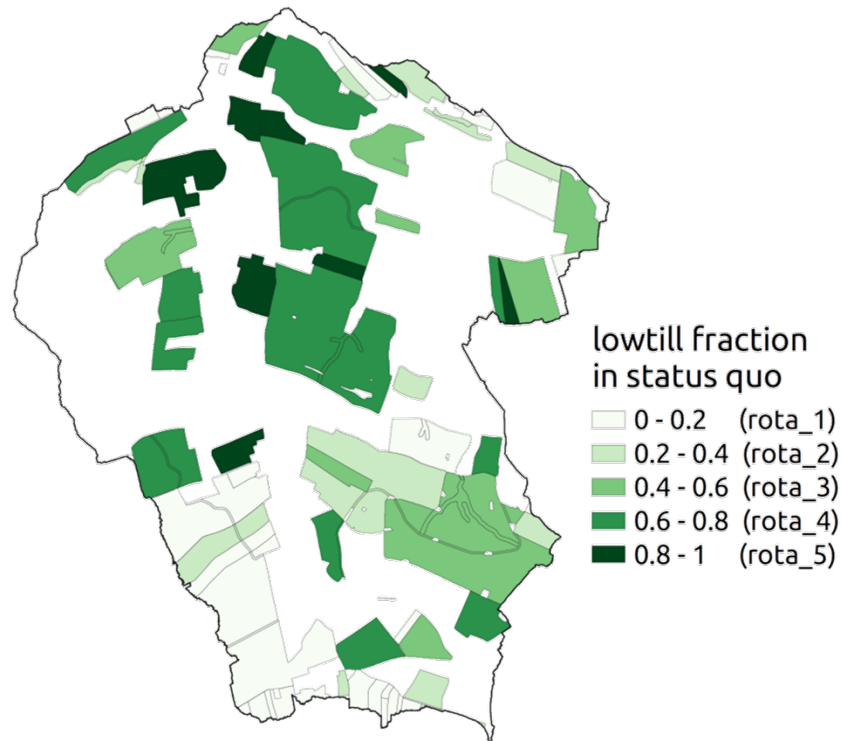 lowtill fraction
in status quo
0 - 0.2 (rota_1)
0.2 - 0.4 (rota_2)
0.4 - 0.6 (rota_3)
0.6 - 0.8 (rota_4)
0.8 - 1 (rota_5)